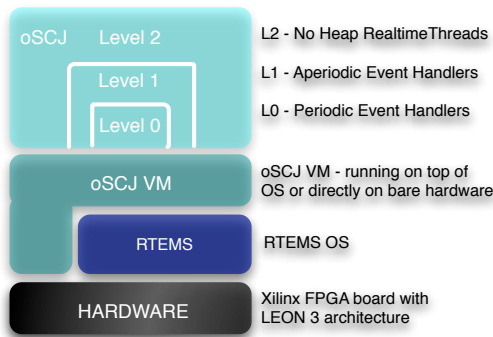 oSCJ Level 2
L2 - No Heap RealtimeThreads
Level 1
L1 - Aperiodic Event Handlers
Level 0
L0 - Periodic Event Handlers
oSCJ VM
oSCJ VM - running on top of
OS or directly on bare hardware
RTEMS
RTEMS OS
HARDWARE
Xilinx FPGA board with
LEON 3 architecture